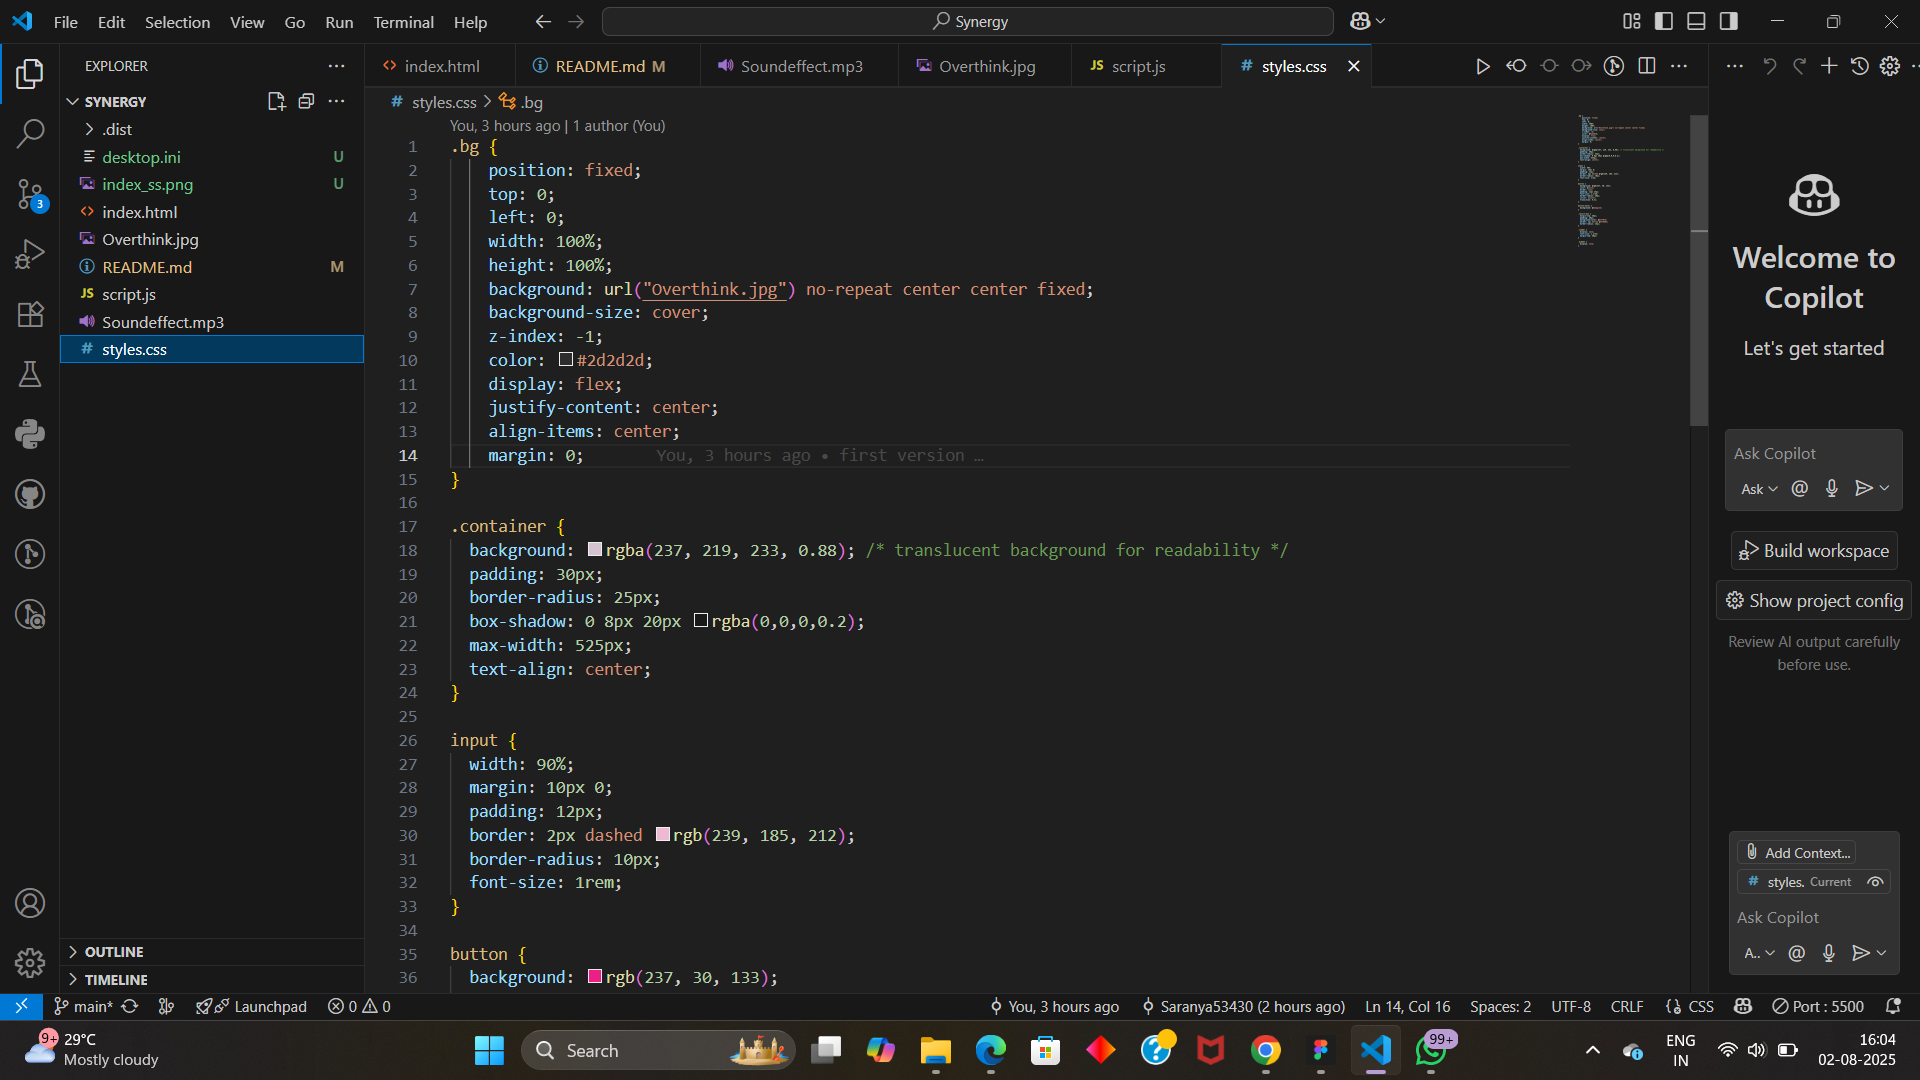 File Edit Selection View Go Run Terminal Help
Synergy
EXPLORER
SYNERGY
.dist
desktop.ini U
index_ss.png U
index.html
Overthink.jpg
README.md M
script.js
Soundeffect.mp3
styles.css
OUTLINE
TIMELINE
index.html README.md M Soundeffect.mp3 Overthink.jpg JS script.js # styles.css
# styles.css > .bg
You, 3 hours ago | 1 author (You)
1 .bg {
2 position: fixed;
3 top: 0;
4 left: 0;
5 width: 100%;
6 height: 100%;
7 background: url("Overthink.jpg") no-repeat center center fixed;
8 background-size: cover;
9 z-index: -1;
10 color: #2d2d2d;
11 display: flex;
12 justify-content: center;
13 align-items: center;
14 margin: 0; You, 3 hours ago • first version …
15 }
16
17 .container {
18 background: rgba(237, 219, 233, 0.88); /* translucent background for readability */
19 padding: 30px;
20 border-radius: 25px;
21 box-shadow: 0 8px 20px rgba(0,0,0,0.2);
22 max-width: 525px;
23 text-align: center;
24 }
25
26 input {
27 width: 90%;
28 margin: 10px 0;
29 padding: 12px;
30 border: 2px dashed rgb(239, 185, 212);
31 border-radius: 10px;
32 font-size: 1rem;
33 }
34
35 button {
36 background: rgb(237, 30, 133);
Welcome to
Copilot
Let's get started
Ask Copilot
Ask
Build workspace
Show project config
Review AI output carefully
before use.
Add Context...
# styles. Current
Ask Copilot
A..
3
main* Launchpad 0 0 You, 3 hours ago Saranya53430 (2 hours ago) Ln 14, Col 16 Spaces: 2 UTF-8 CRLF {} CSS Port : 5500
9+ 29°C
Mostly cloudy
Search
99+
ENG
IN
16:04
02-08-2025